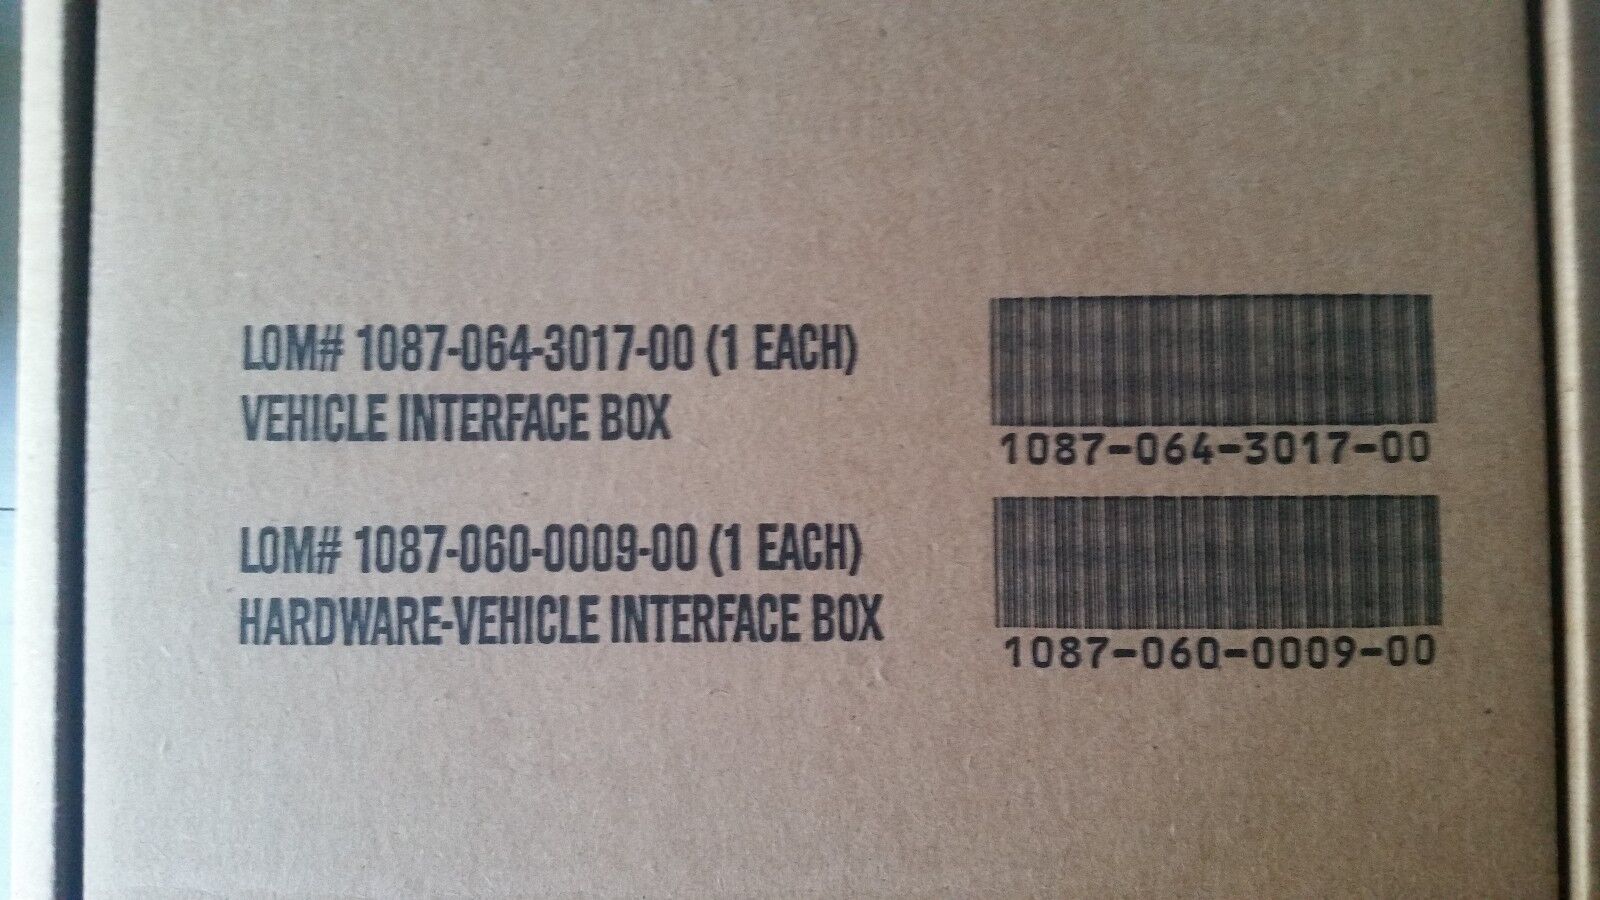 LOM# 1087-064-3017-00 (1 EACH)
VEHICLE INTERFACE BOX
1087-064-3017-00
LOM# 1087-060-0009-00 (1 EACH)
HARDWARE-VEHICLE INTERFACE BOX
1087-060-0009-00